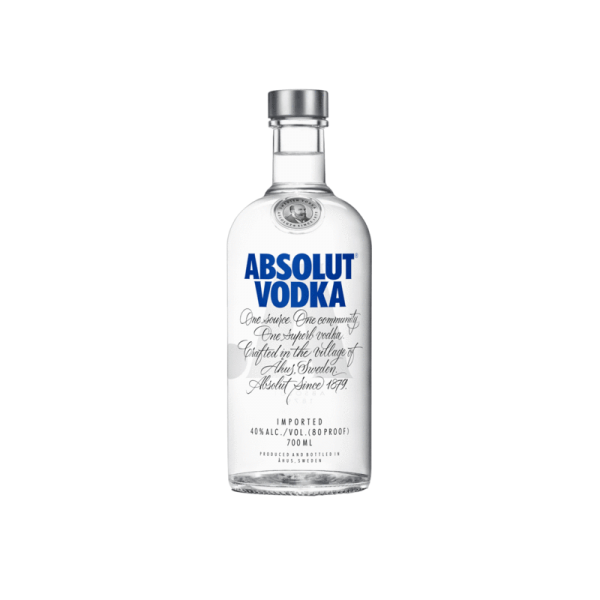 ABSOLUT®
VODKA
One source. One community.
One superb vodka.
Crafted in the village of
Åhus, Sweden.
Absolut since 1879.
IMPORTED
40% ALC./VOL. (80 PROOF)
700 ML
PRODUCED AND BOTTLED IN
ÅHUS, SWEDEN